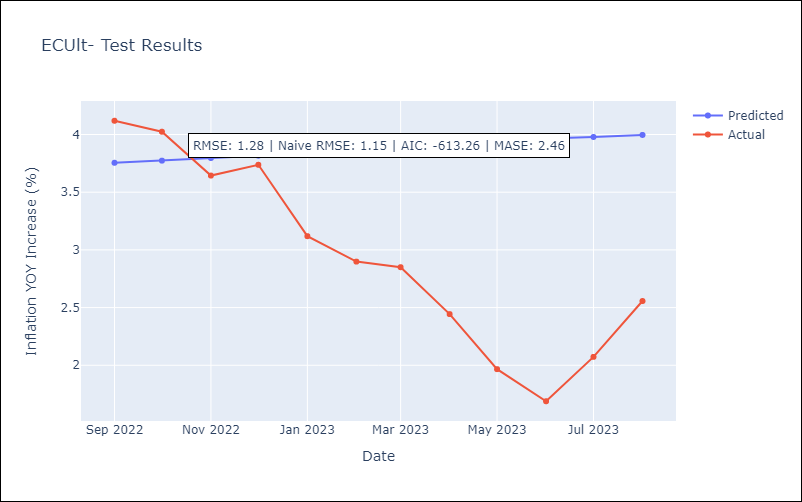 ECUlt- Test Results
Predicted
Actual
RMSE: 1.28 | Naive RMSE: 1.15 | AIC: -613.26 | MASE: 2.46
Inflation YOY Increase (%)
4
3.5
3
2.5
2
Sep 2022
Nov 2022
Jan 2023
Mar 2023
May 2023
Jul 2023
Date